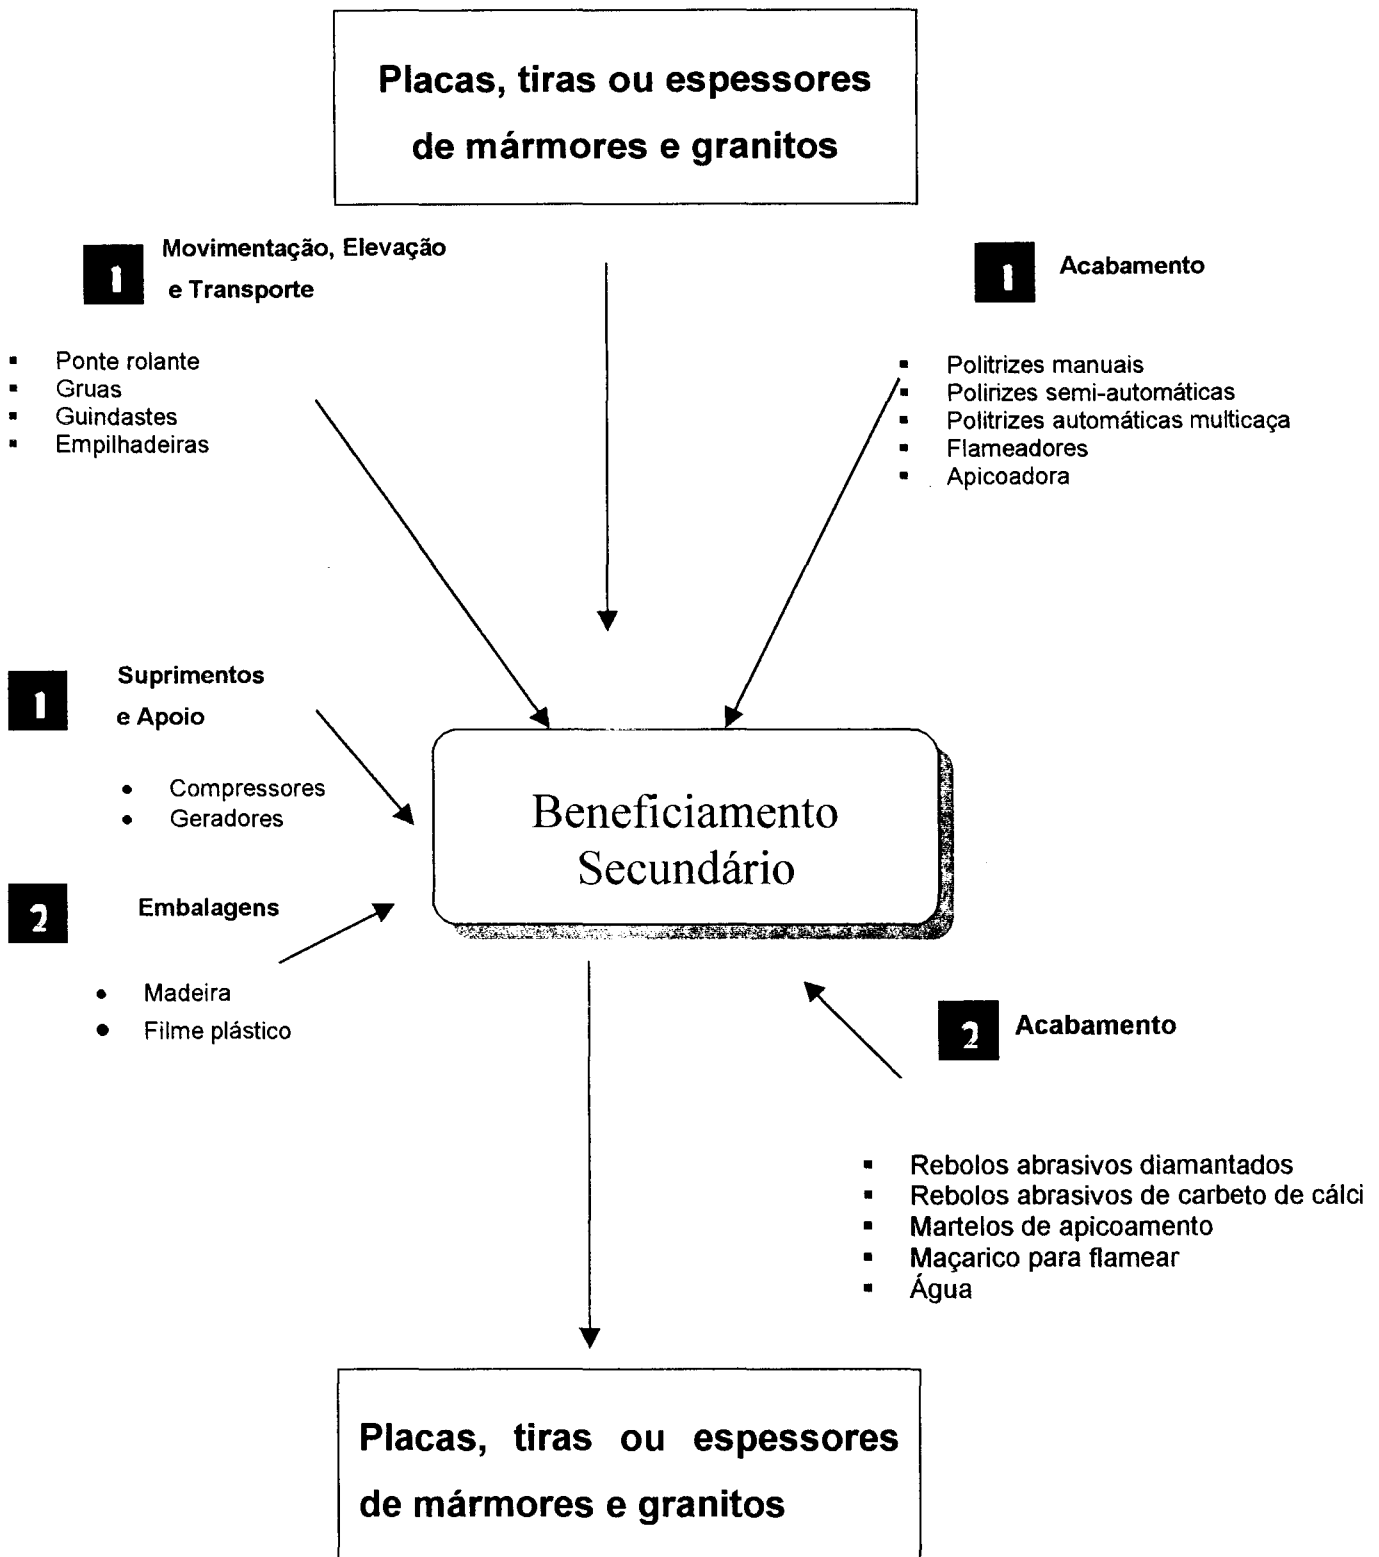 Placas, tiras ou espessores
de mármores e granitos
1
Movimentação, Elevação
e Transporte
▪ Ponte rolante
▪ Gruas
▪ Guindastes
▪ Empilhadeiras
1
Acabamento
▪ Politrizes manuais
▪ Polirizes semi-automáticas
▪ Politrizes automáticas multicaça
▪ Flameadores
▪ Apicoadora
1
Suprimentos
e Apoio
• Compressores
• Geradores
Beneficiamento
Secundário
2
Embalagens
• Madeira
• Filme plástico
2
Acabamento
▪ Rebolos abrasivos diamantados
▪ Rebolos abrasivos de carbeto de cálci
▪ Martelos de apicoamento
▪ Maçarico para flamear
▪ Água
Placas, tiras ou espessores
de mármores e granitos